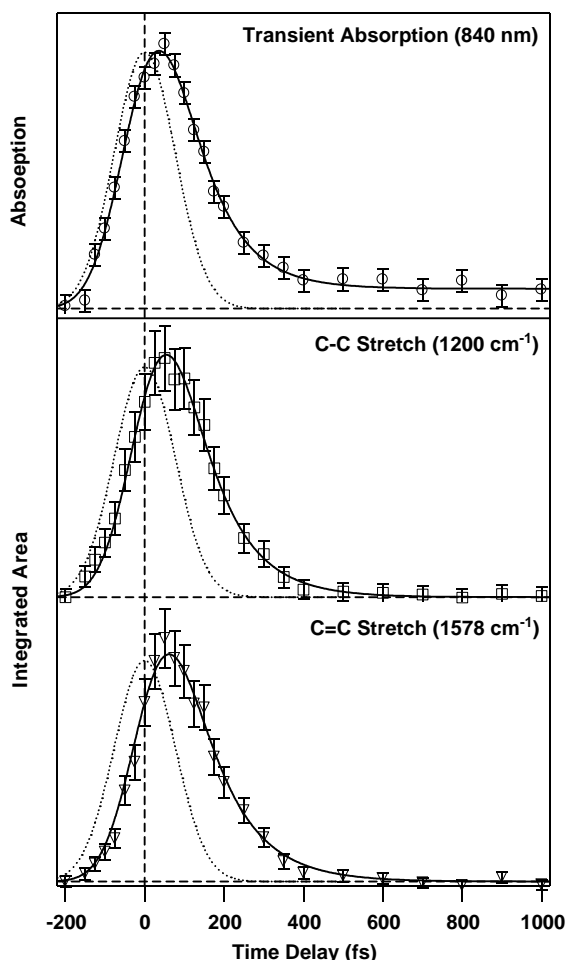 Transient Absorption (840 nm)
Absoeption
C-C Stretch (1200 cm⁻¹)
Integrated Area
C=C Stretch (1578 cm⁻¹)
-200 0 200 400 600 800 1000
Time Delay (fs)